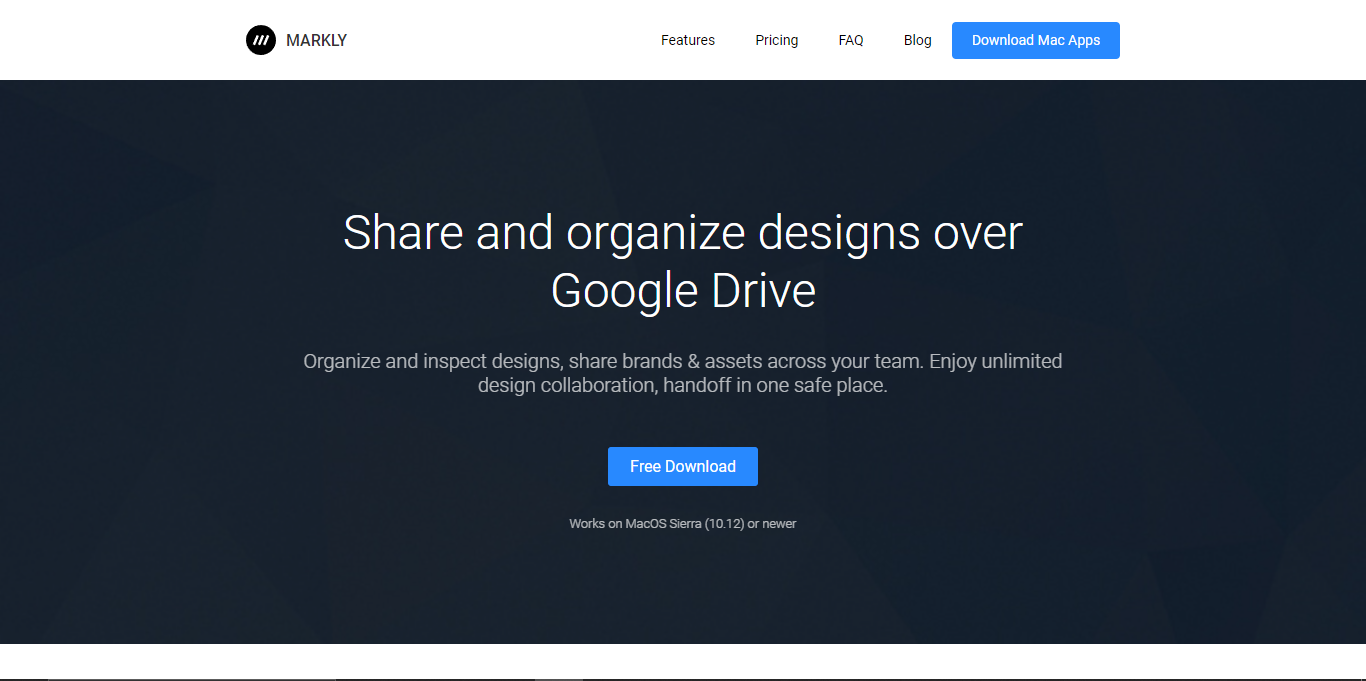 MARKLY
Features
Pricing
FAQ
Blog
Download Mac Apps
Share and organize designs over
Google Drive
Organize and inspect designs, share brands & assets across your team. Enjoy unlimited
design collaboration, handoff in one safe place.
Free Download
Works on MacOS Sierra (10.12) or newer